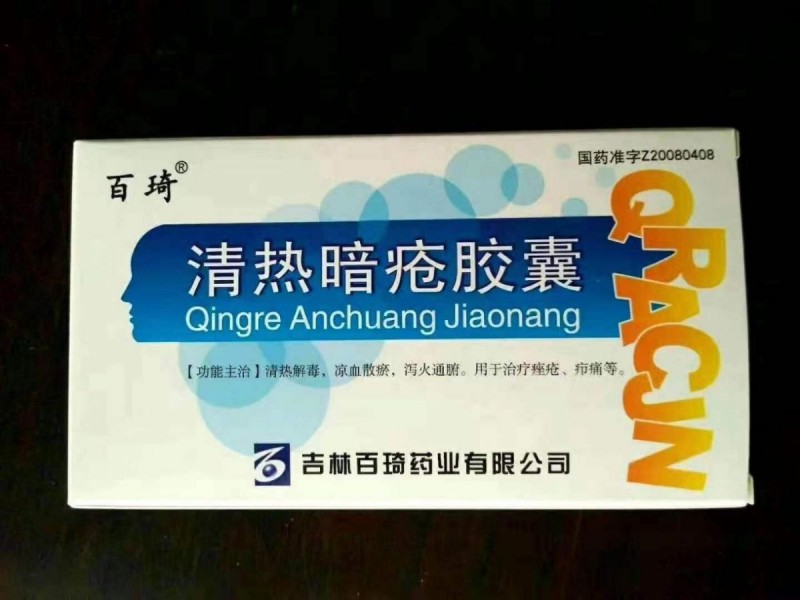 国药准字Z20080408
百琦®
清热暗疮胶囊
Qingre Anchuang Jiaonang
QRACJN
【功能主治】清热解毒，凉血散瘀，泻火通腑。用于治疗痤疮、疖痛等。
吉林百琦药业有限公司